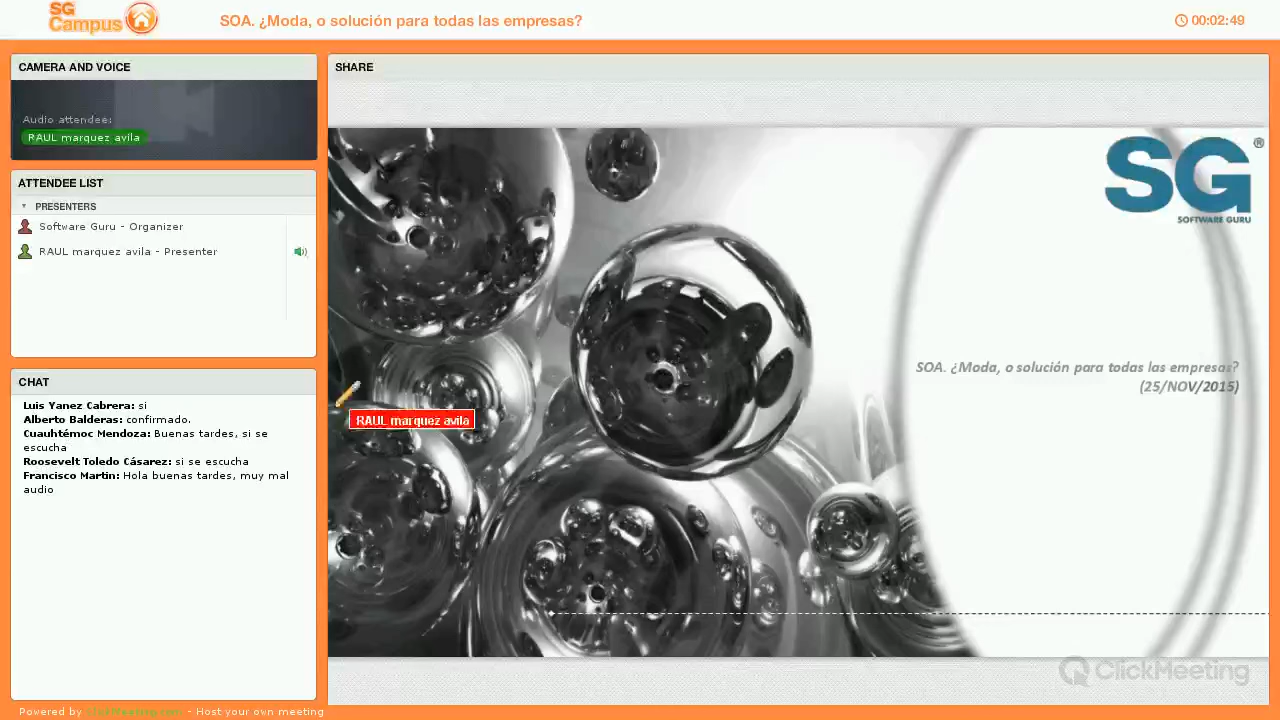 SG
Campus
SOA. ¿Moda, o solución para todas las empresas?
00:02:49
CAMERA AND VOICE
Audio attendee:
RAUL marquez avila
ATTENDEE LIST
PRESENTERS
Software Guru - Organizer
RAUL marquez avila - Presenter
CHAT
Luis Yanez Cabrera: si
Alberto Balderas: confirmado.
Cuauhtémoc Mendoza: Buenas tardes, si se
escucha
Roosevelt Toledo Cásarez: si se escucha
Francisco Martin: Hola buenas tardes, muy mal
audio
SHARE
SG®
SOFTWARE GURU
SOA. ¿Moda, o solución para todas las empresas?
(25/NOV/2015)
RAUL marquez avila
ClickMeeting
Powered by ClickMeeting.com - Host your own meeting